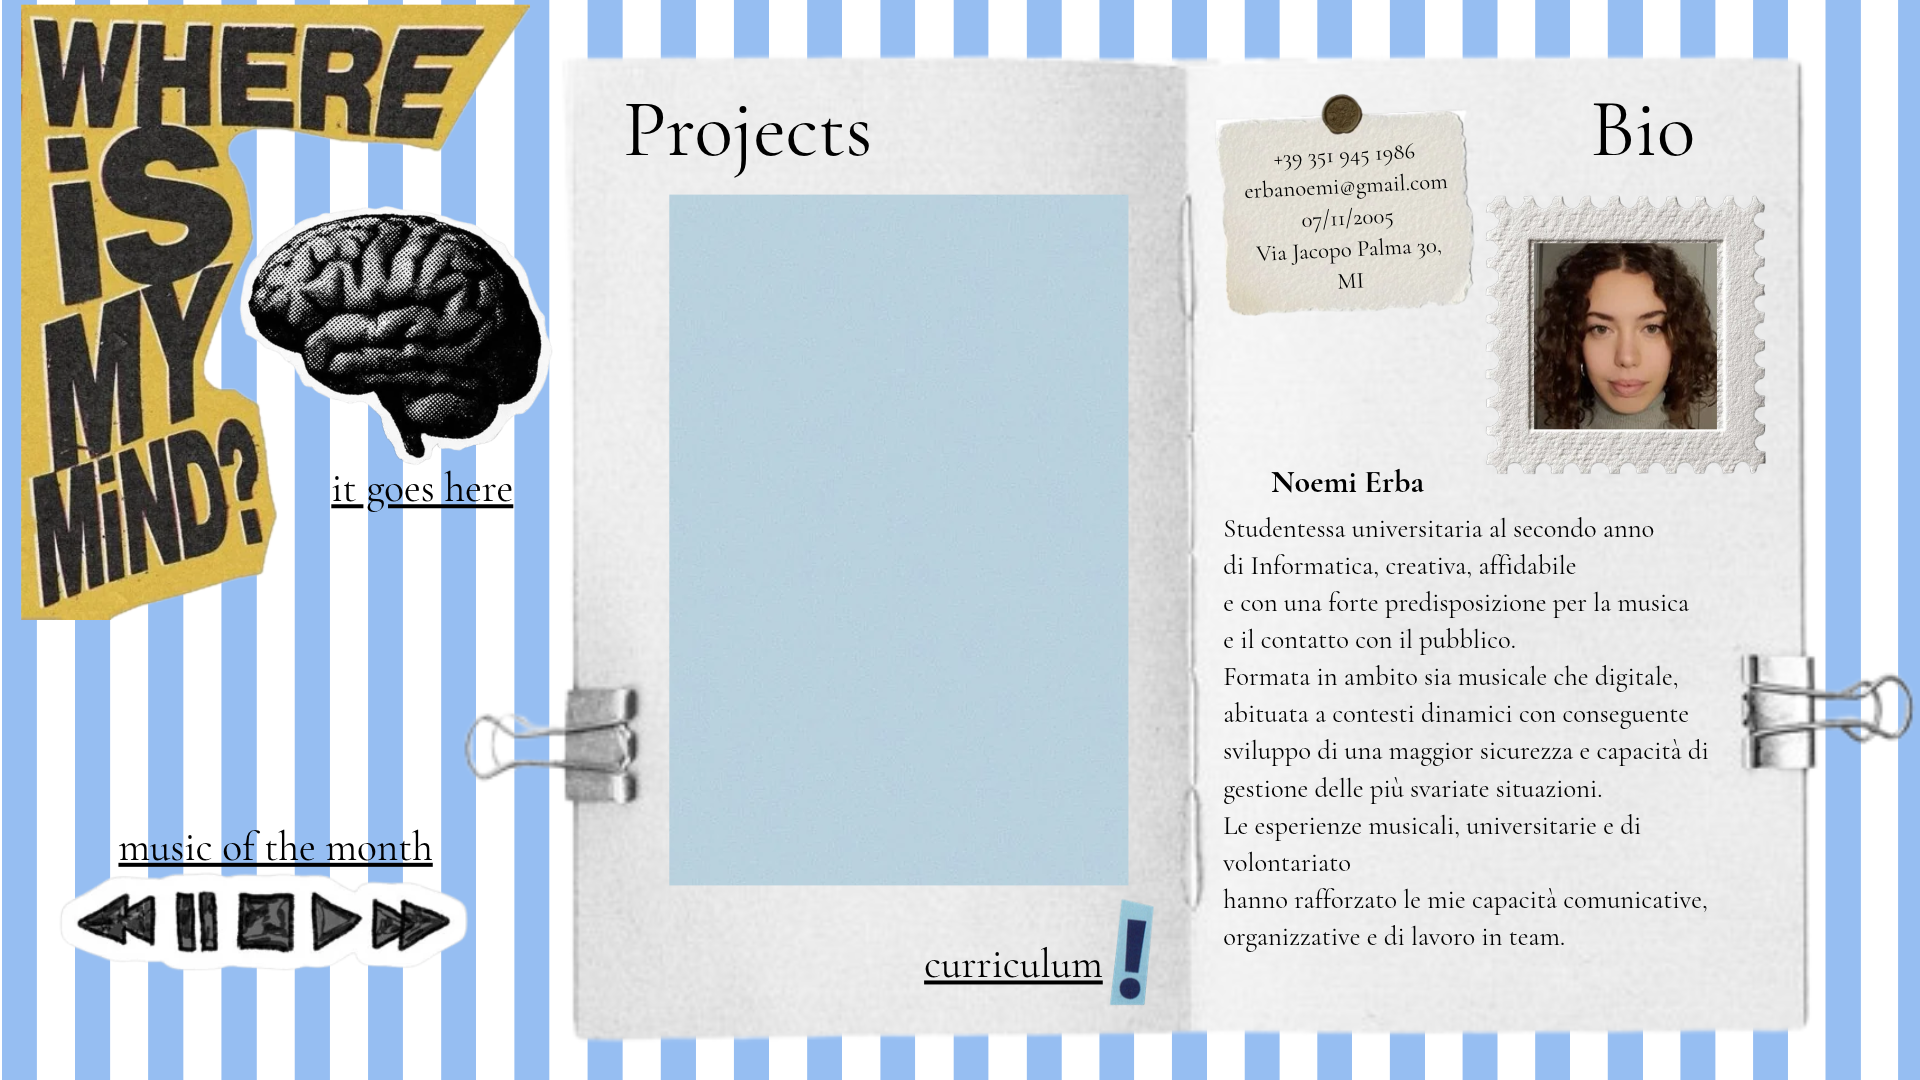 WHERE
iS
MY
MiND?
it goes here
music of the month
Projects
curriculum
!
Bio
+39 351 945 1986
erbanoemi@gmail.com
07/11/2005
Via Jacopo Palma 30,
MI
Noemi Erba
Studentessa universitaria al secondo anno
di Informatica, creativa, affidabile
e con una forte predisposizione per la musica
e il contatto con il pubblico.
Formata in ambito sia musicale che digitale,
abituata a contesti dinamici con conseguente
sviluppo di una maggior sicurezza e capacità di
gestione delle più svariate situazioni.
Le esperienze musicali, universitarie e di
volontariato
hanno rafforzato le mie capacità comunicative,
organizzative e di lavoro in team.